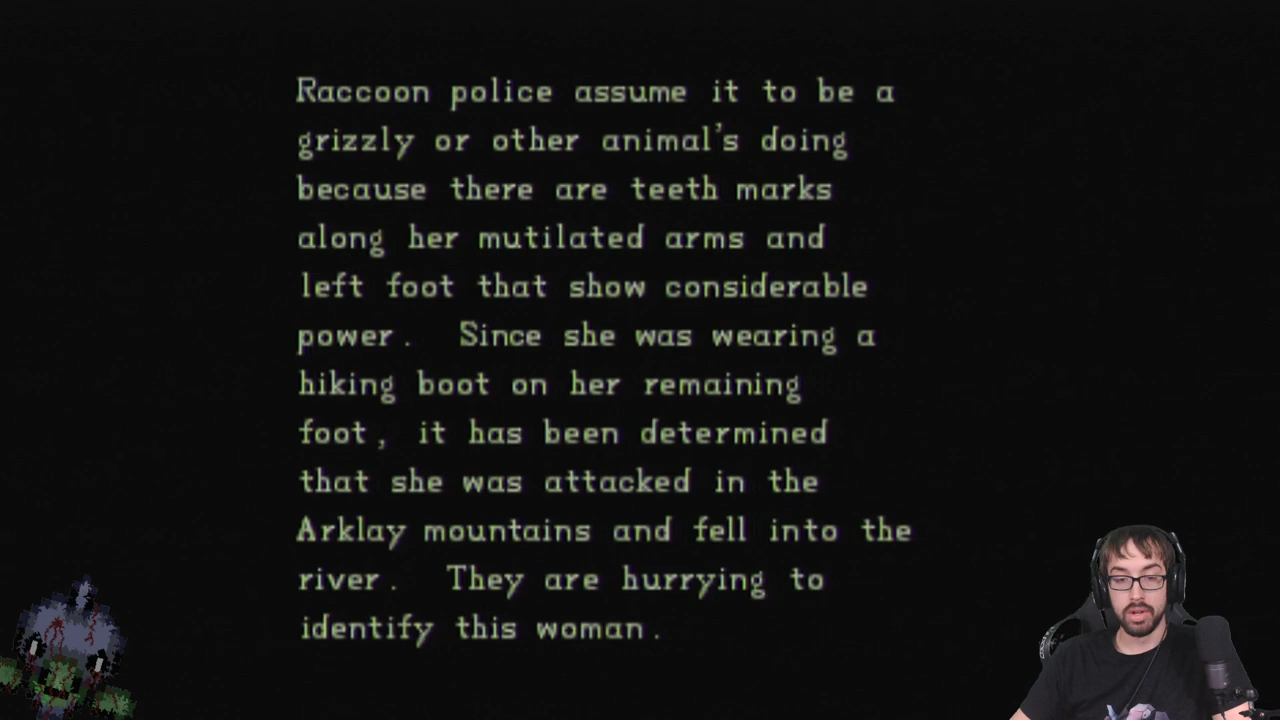 Raccoon police assume it to be a
grizzly or other animal's doing
because there are teeth marks
along her mutilated arms and
left foot that show considerable
power. Since she was wearing a
hiking boot on her remaining
foot, it has been determined
that she was attacked in the
Arklay mountains and fell into the
river. They are hurrying to
identify this woman.